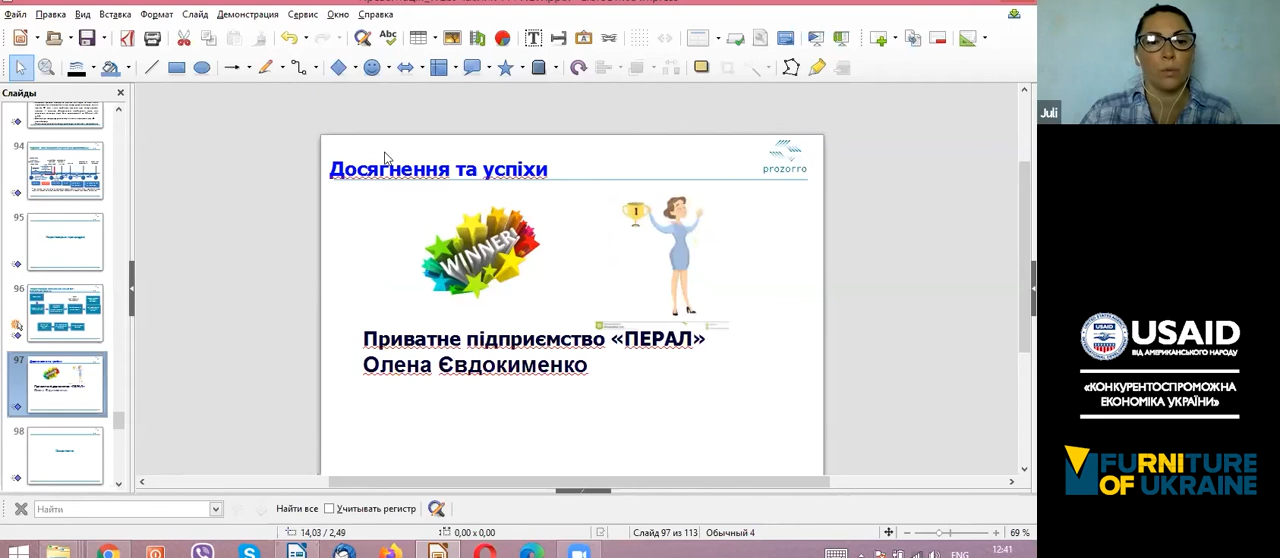 Файл Правка Вид Вставка Формат Слайд Демонстрация Сервис Окно Справка
Слайды
94
95
96
97
98
Досягнення та успіхи
prozorro
WINNER!
1
Приватне підприємство «ПЕРАЛ»
Олена Євдокименко
Juli
USAID
ВІД АМЕРИКАНСЬКОГО НАРОДУ
«КОНКУРЕНТОСПРОМОЖНА
ЕКОНОМІКА УКРАЇНИ»
FURNITURE
OF UKRAINE
Найти
Найти все
Учитывать регистр
14,03 / 2,49
0,00 x 0,00
Слайд 97 из 113
Обычный 4
69 %
ENG
12:41